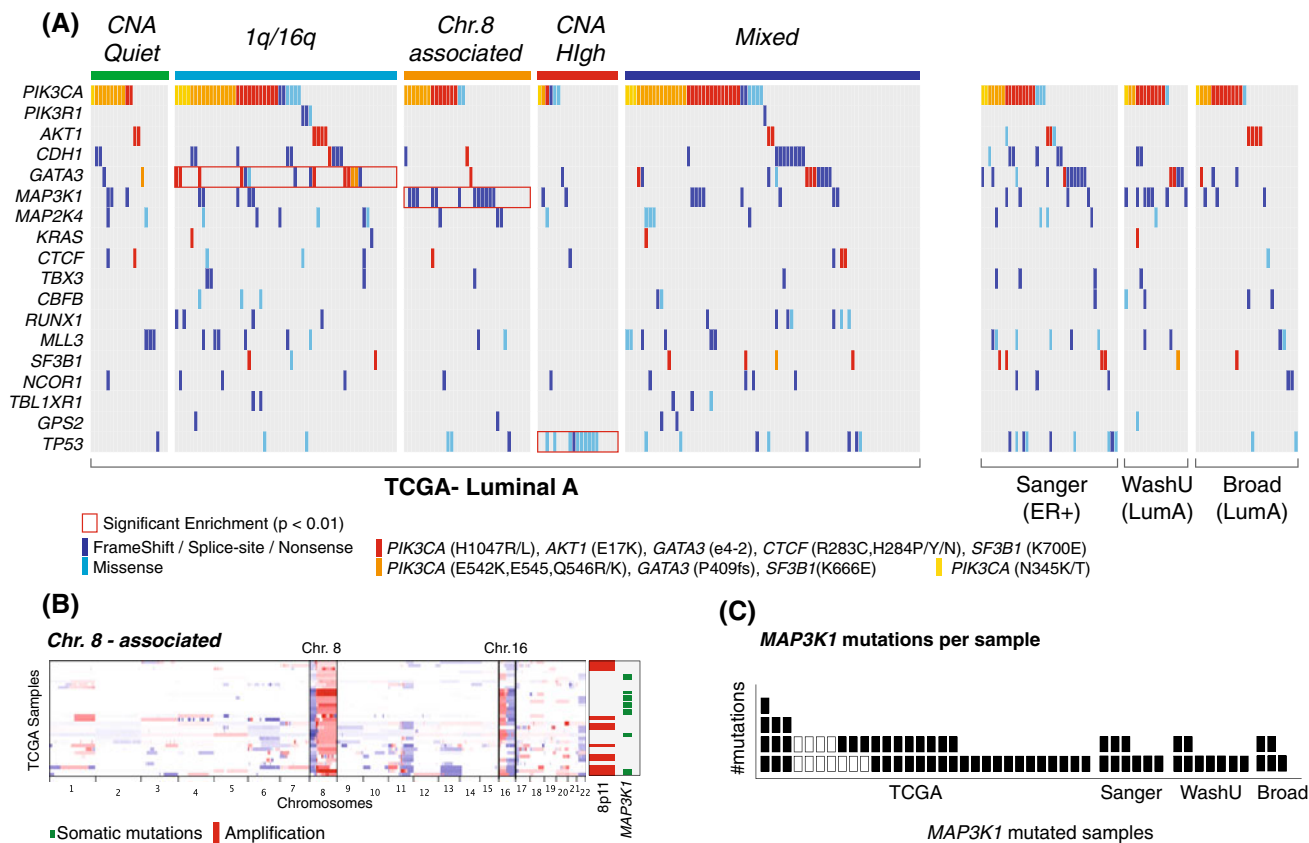 (A)
CNA Quiet
1q/16q
Chr.8 associated
CNA HIgh
Mixed
PIK3CA
PIK3R1
AKT1
CDH1
GATA3
MAP3K1
MAP2K4
KRAS
CTCF
TBX3
CBFB
RUNX1
MLL3
SF3B1
NCOR1
TBL1XR1
GPS2
TP53
TCGA- Luminal A
Sanger (ER+)
WashU (LumA)
Broad (LumA)
Significant Enrichment (p < 0.01)
FrameShift / Splice-site / Nonsense
Missense
PIK3CA (H1047R/L), AKT1 (E17K), GATA3 (e4-2), CTCF (R283C,H284P/Y/N), SF3B1 (K700E)
PIK3CA (E542K,E545,Q546R/K), GATA3 (P409fs), SF3B1(K666E)
PIK3CA (N345K/T)
(B)
Chr. 8 - associated
Chr. 8
Chr.16
TCGA Samples
1 2 3 4 5 6 7 8 9 10 11 12 13 14 15 16 17 18 19 20 21 22
Chromosomes
8p11
MAP3K1
Somatic mutations
Amplification
(C)
MAP3K1 mutations per sample
#mutations
TCGA
Sanger
WashU
Broad
MAP3K1 mutated samples